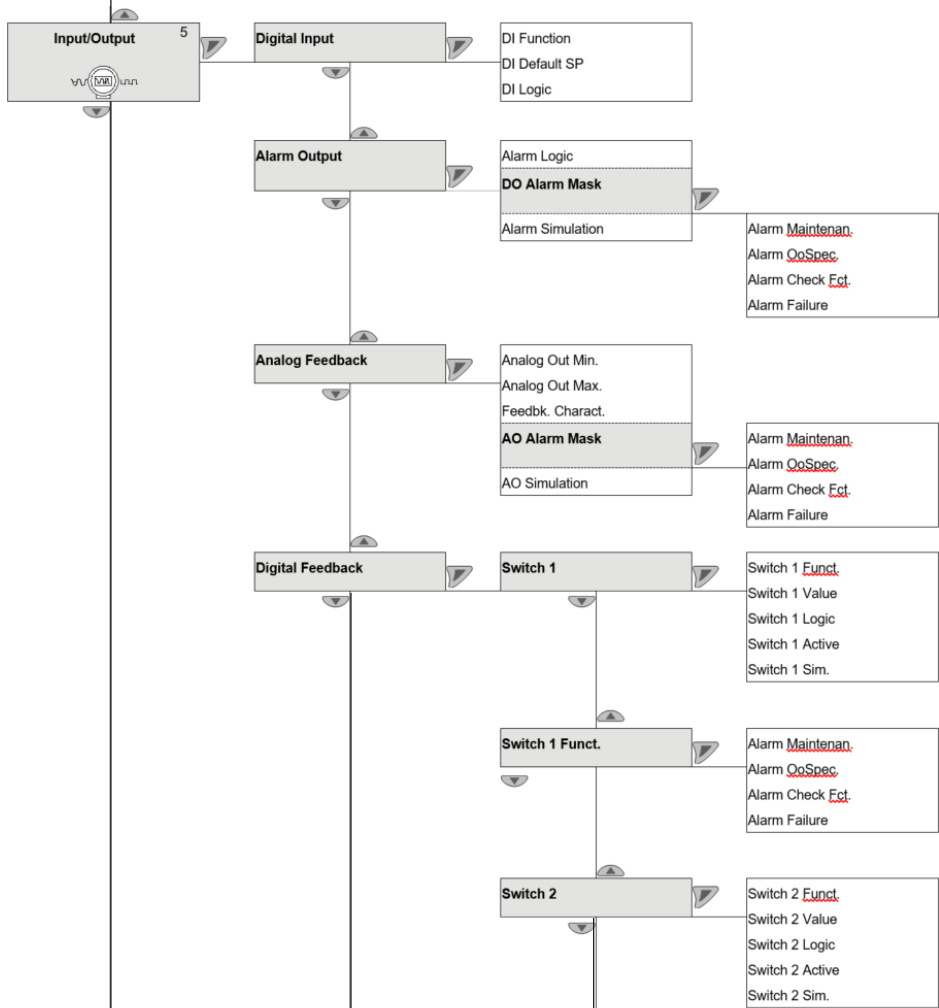 Input/Output
5
Digital Input
DI Function
DI Default SP
DI Logic
Alarm Output
Alarm Logic
DO Alarm Mask
Alarm Simulation
Alarm Maintenan.
Alarm OoSpec.
Alarm Check Fct.
Alarm Failure
Analog Feedback
Analog Out Min.
Analog Out Max.
Feedbk. Charact.
AO Alarm Mask
AO Simulation
Alarm Maintenan.
Alarm OoSpec.
Alarm Check Fct.
Alarm Failure
Digital Feedback
Switch 1
Switch 1 Funct.
Switch 1 Value
Switch 1 Logic
Switch 1 Active
Switch 1 Sim.
Switch 1 Funct.
Alarm Maintenan.
Alarm OoSpec.
Alarm Check Fct.
Alarm Failure
Switch 2
Switch 2 Funct.
Switch 2 Value
Switch 2 Logic
Switch 2 Active
Switch 2 Sim.